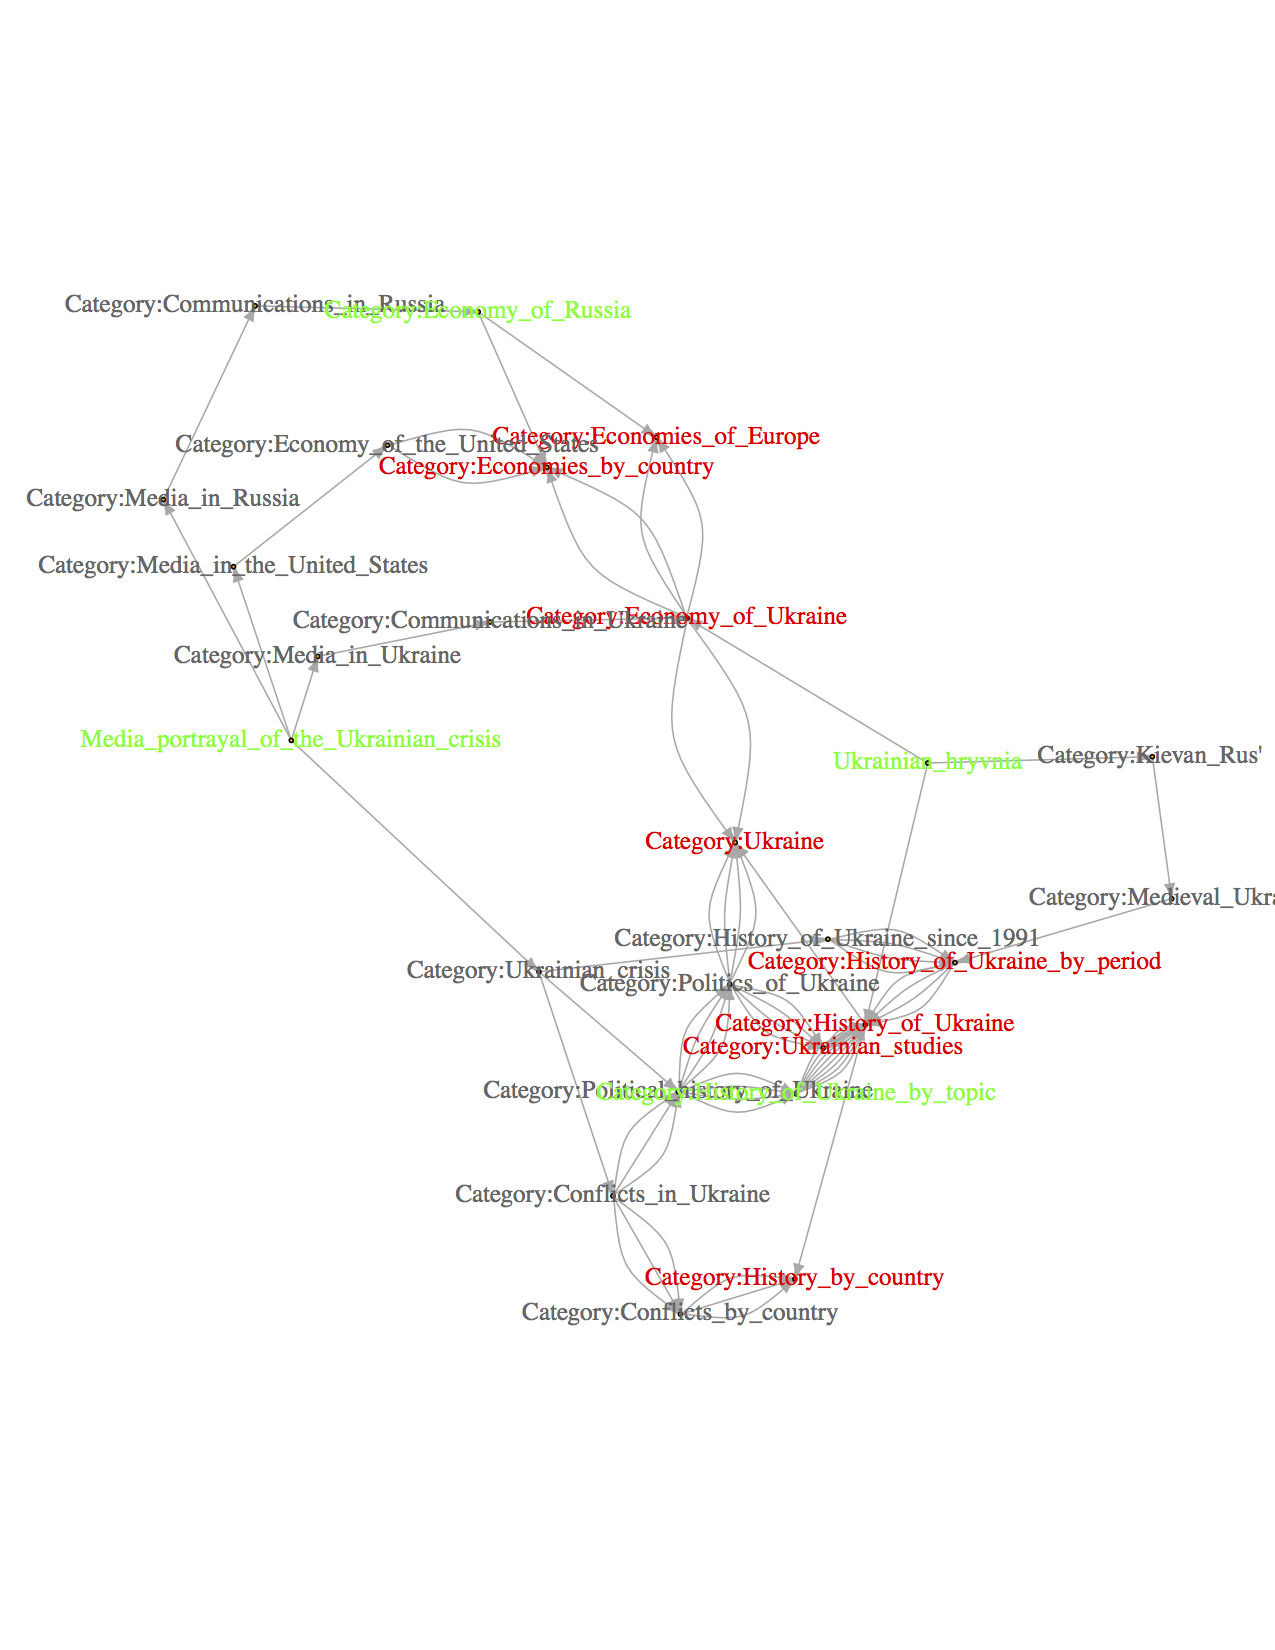 Category:Communications_in_Russia
Category:Economy_of_Russia
Category:Economies_of_Europe
Category:Economy_of_the_United_States
Category:Economies_by_country
Category:Media_in_Russia
Category:Media_in_the_United_States
Category:Communications_in_Ukraine
Category:Economy_of_Ukraine
Category:Media_in_Ukraine
Media_portrayal_of_the_Ukrainian_crisis
Ukrainian_hryvnia
Category:Kievan_Rus'
Category:Ukraine
Category:Medieval_Ukra
Category:History_of_Ukraine_since_1991
Category:History_of_Ukraine_by_period
Category:Ukrainian_crisis
Category:Politics_of_Ukraine
Category:History_of_Ukraine
Category:Ukrainian_studies
Category:Political_history_of_Ukraine
Category:History_of_Ukraine_by_topic
Category:Conflicts_in_Ukraine
Category:History_by_country
Category:Conflicts_by_country